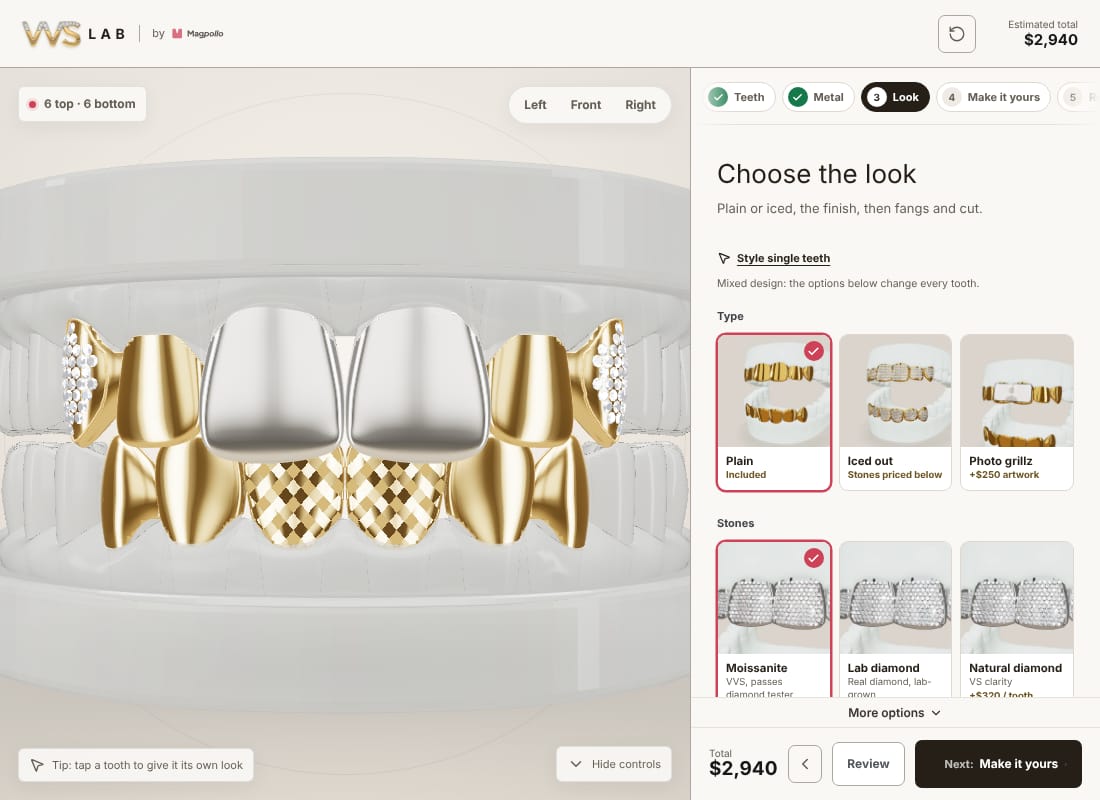 VVS LAB by Magpollo
Estimated total
$2,940
6 top · 6 bottom
Left Front Right
Teeth
Metal
3 Look
4 Make it yours
5
Choose the look
Plain or iced, the finish, then fangs and cut.
Style single teeth
Mixed design: the options below change every tooth.
Type
Plain
Included
Iced out
Stones priced below
Photo grillz
+$250 artwork
Stones
Moissanite
VVS, passes
diamond tester
Lab diamond
Real diamond, lab-
grown
Natural diamond
VS clarity
+$320 / tooth
More options
Tip: tap a tooth to give it its own look
Hide controls
Total
$2,940
Review
Next: Make it yours